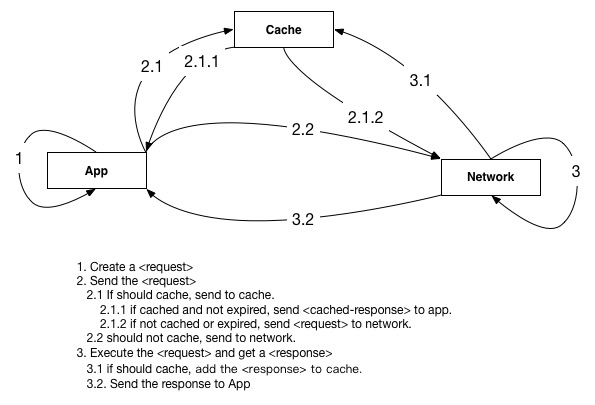 Cache
2.1
2.1.1
3.1
2.1.2
2.2
1
App
Network
3
3.2
1. Create a <request>
2. Send the <request>
2.1 If should cache, send to cache.
2.1.1 if cached and not expired, send <cached-response> to app.
2.1.2 if not cached or expired, send <request> to network.
2.2 should not cache, send to network.
3. Execute the <request> and get a <response>
3.1 if should cache, add the <response> to cache.
3.2. Send the response to App